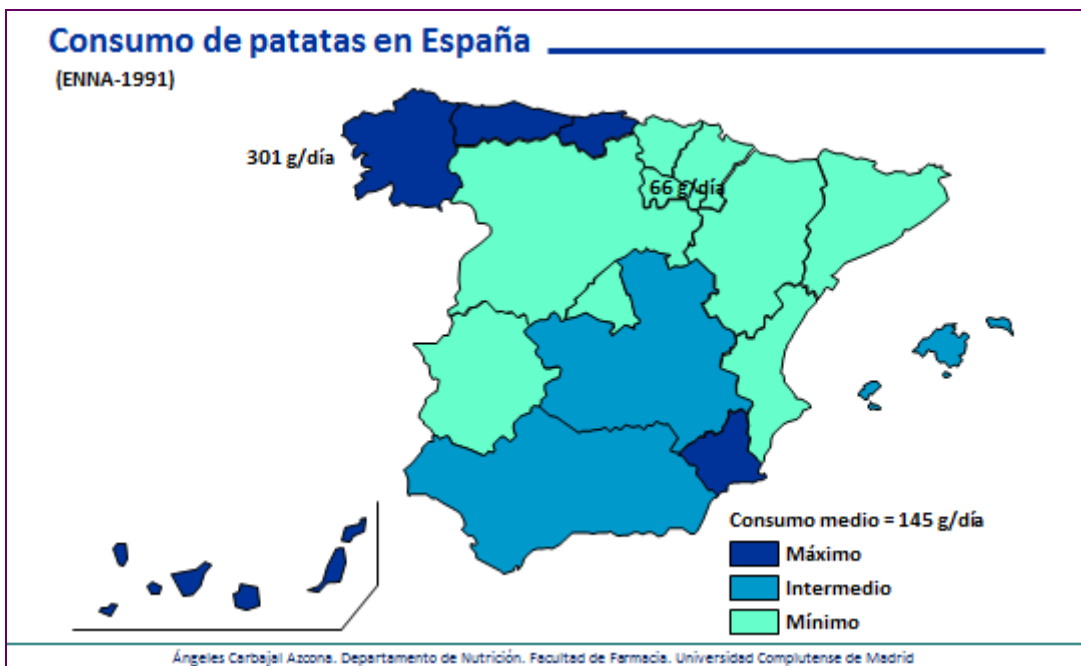 Consumo de patatas en España
(ENNA-1991)
301 g/día
66 g/día
Consumo medio = 145 g/día
Máximo
Intermedio
Mínimo
Ángeles Carbajal Azcona. Departamento de Nutrición. Facultad de Farmacia. Universidad Complutense de Madrid